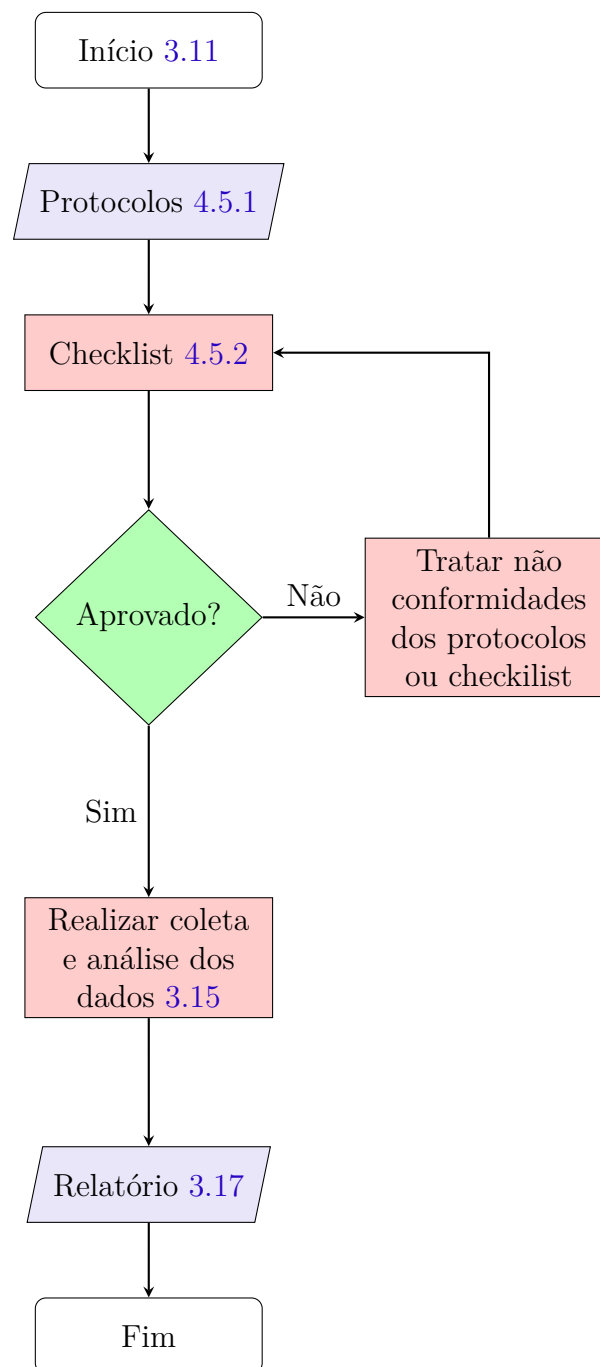 Início 3.11
Protocolos 4.5.1
Checklist 4.5.2
Aprovado?
Não
Tratar não
conformidades
dos protocolos
ou checkilist
Sim
Realizar coleta
e análise dos
dados 3.15
Relatório 3.17
Fim